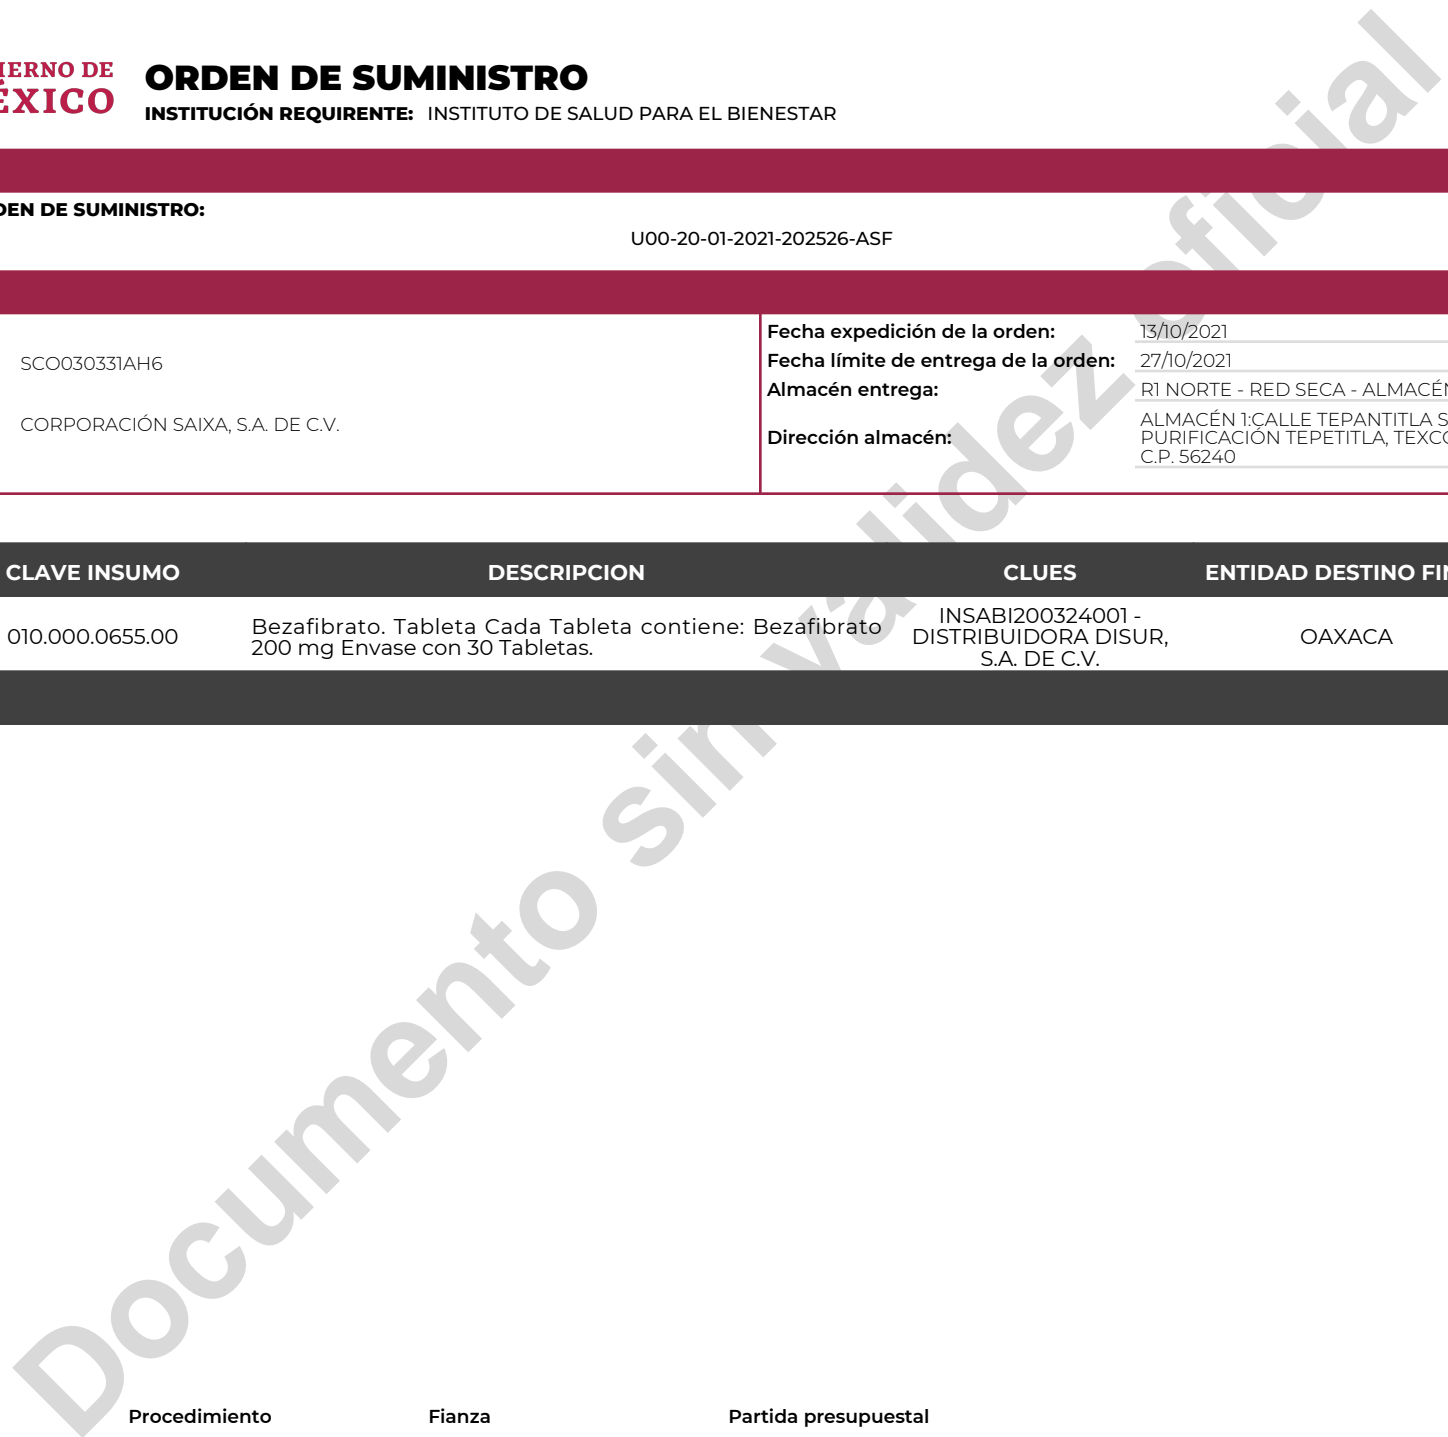 IERNO DE
ÉXICO
ORDEN DE SUMINISTRO
INSTITUCIÓN REQUIRENTE: INSTITUTO DE SALUD PARA EL BIENESTAR
DEN DE SUMINISTRO:
U00-20-01-2021-202526-ASF
SCO030331AH6
CORPORACIÓN SAIXA, S.A. DE C.V.
Fecha expedición de la orden: 13/10/2021
Fecha límite de entrega de la orden: 27/10/2021
Almacén entrega: R1 NORTE - RED SECA - ALMACÉN
Dirección almacén: ALMACÉN 1:CALLE TEPANTITLA S
PURIFICACIÓN TEPETITLA, TEXCO
C.P. 56240
CLAVE INSUMO DESCRIPCION CLUES ENTIDAD DESTINO FIN
010.000.0655.00
Bezafibrato. Tableta Cada Tableta contiene: Bezafibrato
200 mg Envase con 30 Tabletas.
INSABI200324001 -
DISTRIBUIDORA DISUR,
S.A. DE C.V.
OAXACA
Documento sin validez oficial
Procedimiento Fianza Partida presupuestal